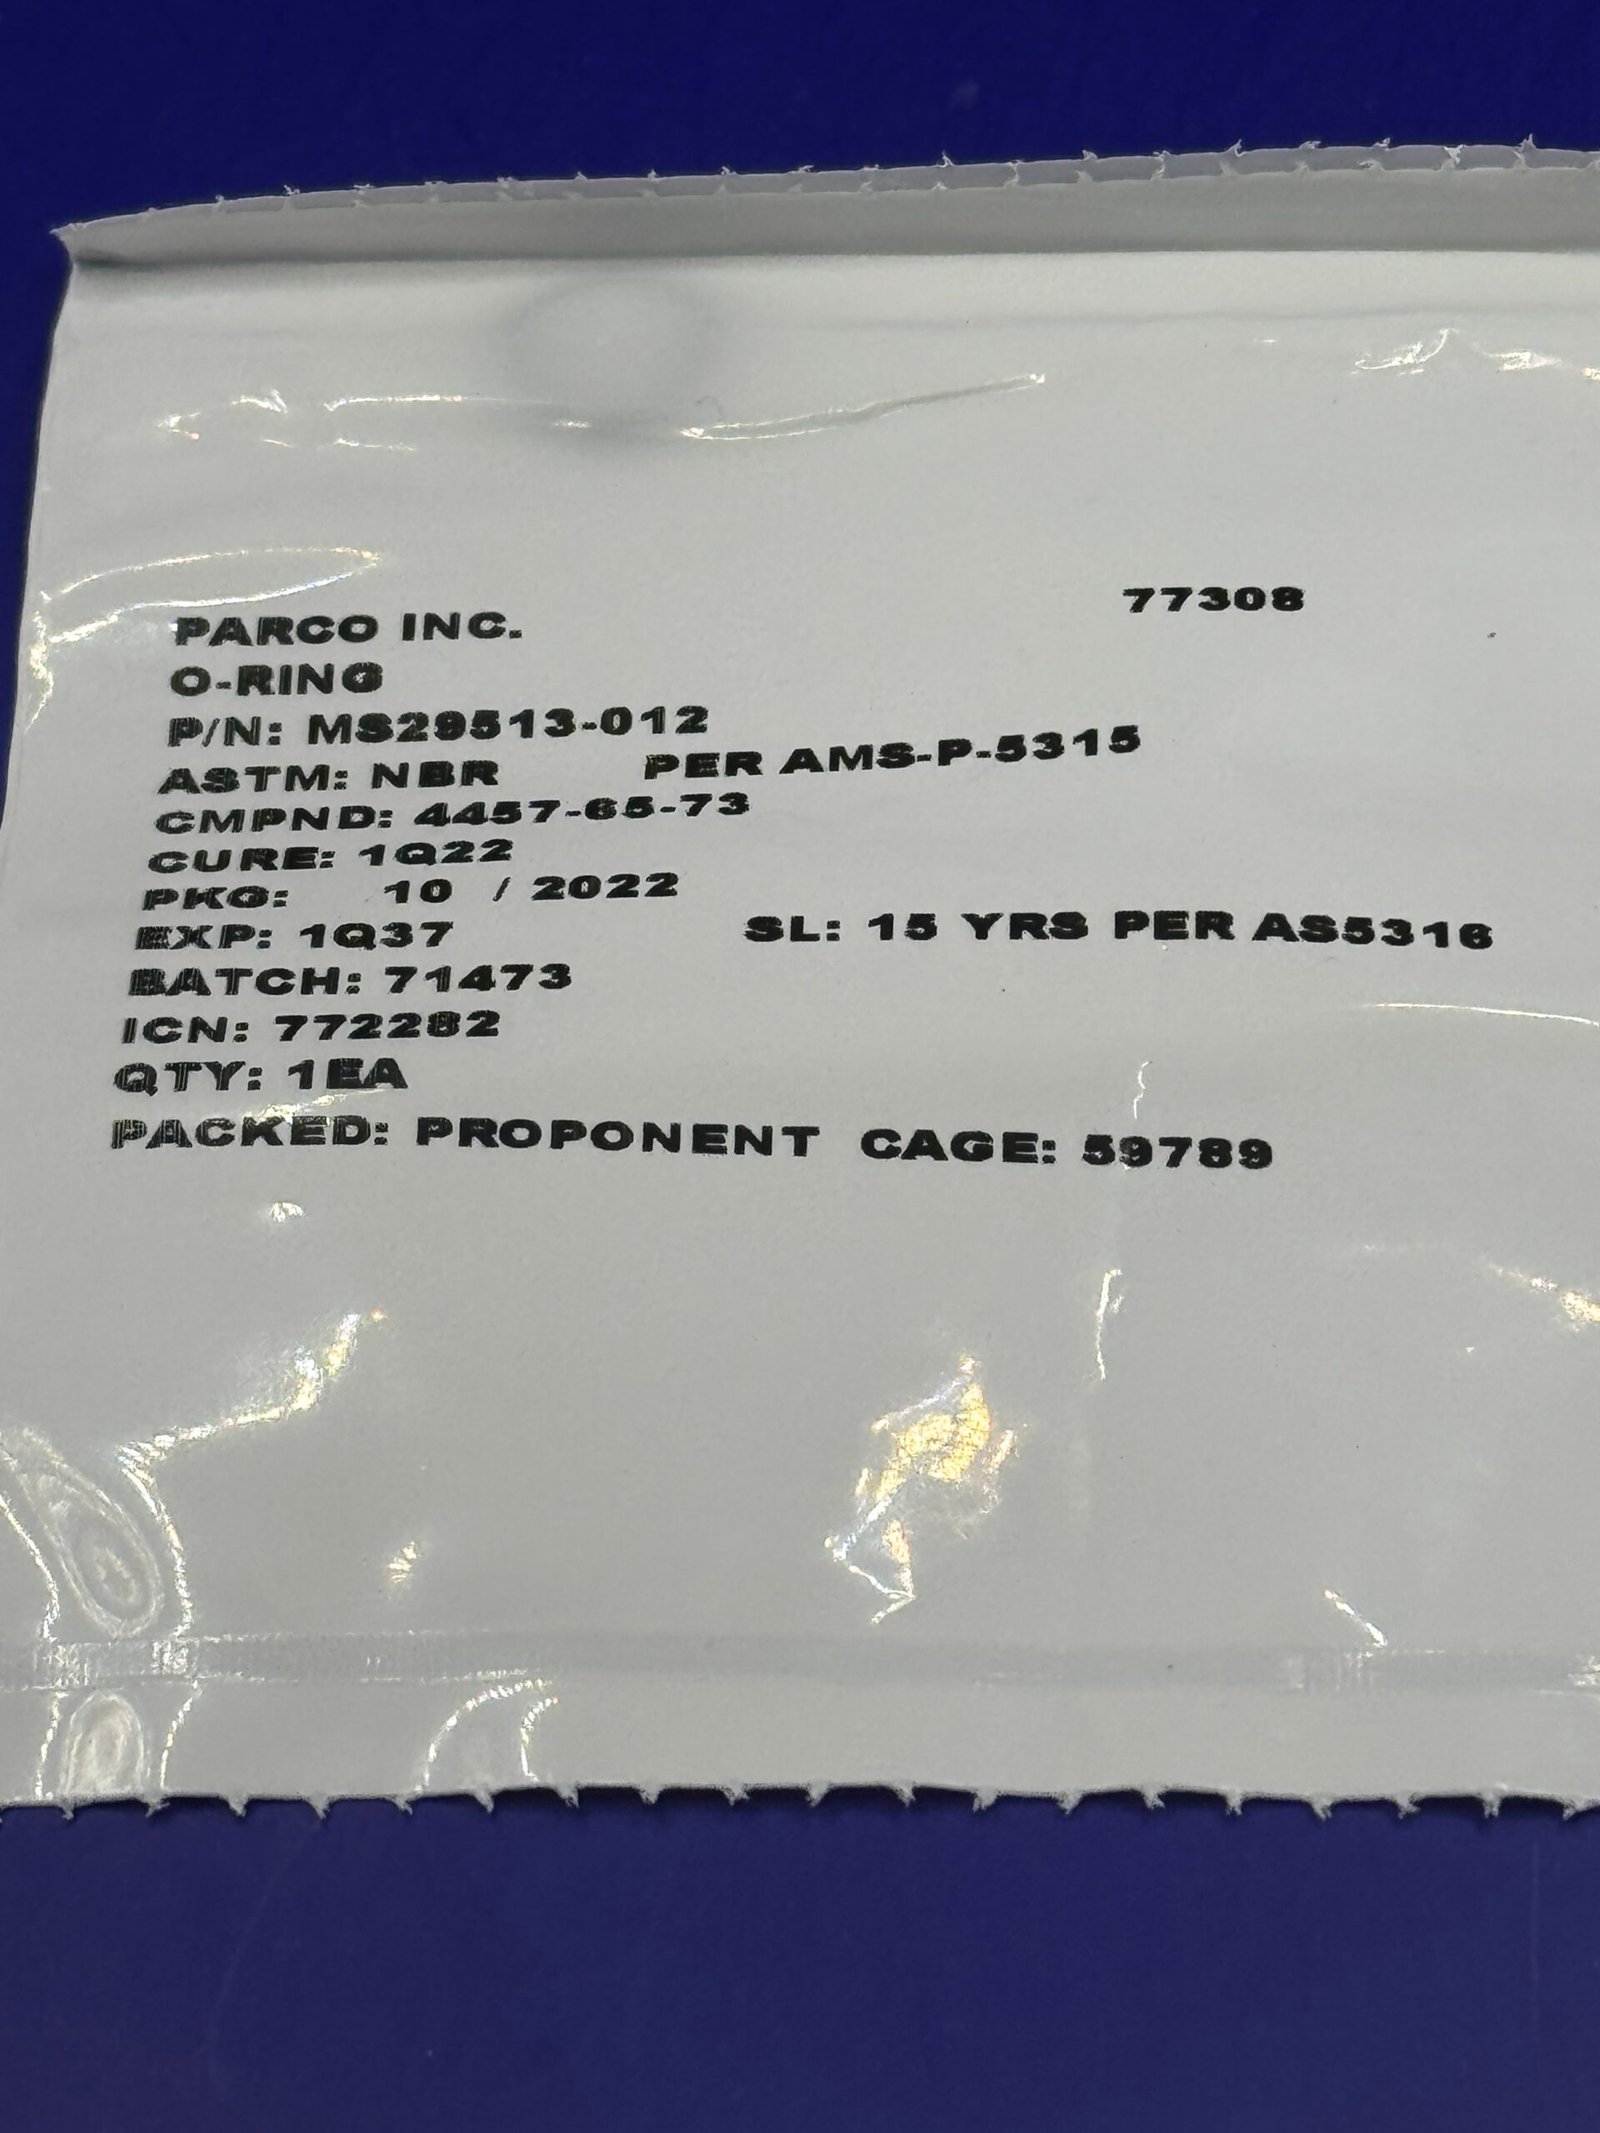 77308
PARCO INC.
O-RING
P/N: MS29513-012
ASTM: NBR PER AMS-P-5315
CMPND: 4457-65-73
CURE: 1Q22
PKG: 10 / 2022
EXP: 1Q37 SL: 15 YRS PER AS5316
BATCH: 71473
ICN: 772282
QTY: 1EA
PACKED: PROPONENT CAGE: 59789